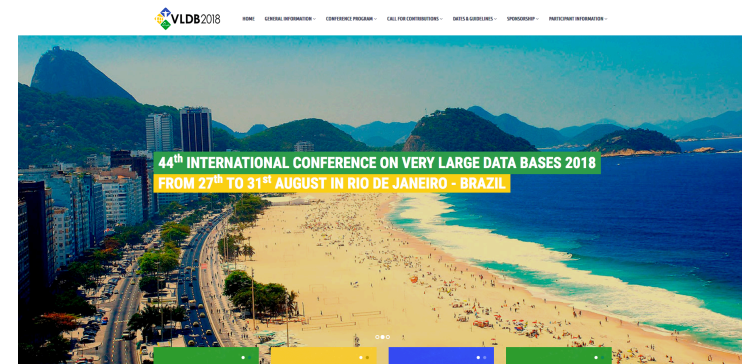 VLDB2018
HOME GENERAL INFORMATION CONFERENCE PROGRAM CALL FOR CONTRIBUTIONS DATES & GUIDELINES SPONSORSHIP PARTICIPANT INFORMATION
44th INTERNATIONAL CONFERENCE ON VERY LARGE DATA BASES 2018
FROM 27th TO 31st AUGUST IN RIO DE JANEIRO - BRAZIL